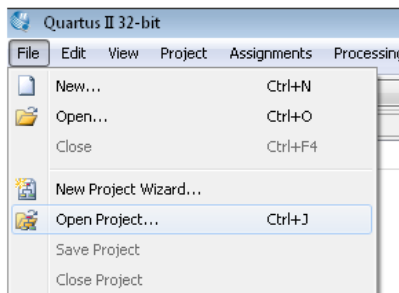 Quartus II 32-bit
File Edit View Project Assignments Processing
New... Ctrl+N
Open... Ctrl+O
Close Ctrl+F4
New Project Wizard...
Open Project... Ctrl+J
Save Project
Close Project